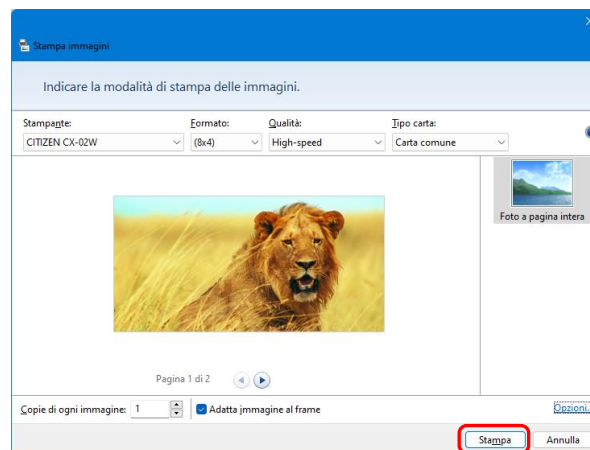 Stampa immagini
Indicare la modalità di stampa delle immagini.
Stampante: Formato: Qualità: Tipo carta:
CITIZEN CX-02W (8x4) High-speed Carta comune
Foto a pagina intera
Pagina 1 di 2
Copie di ogni immagine: 1 Adatta immagine al frame Opzioni.
Stampa Annulla